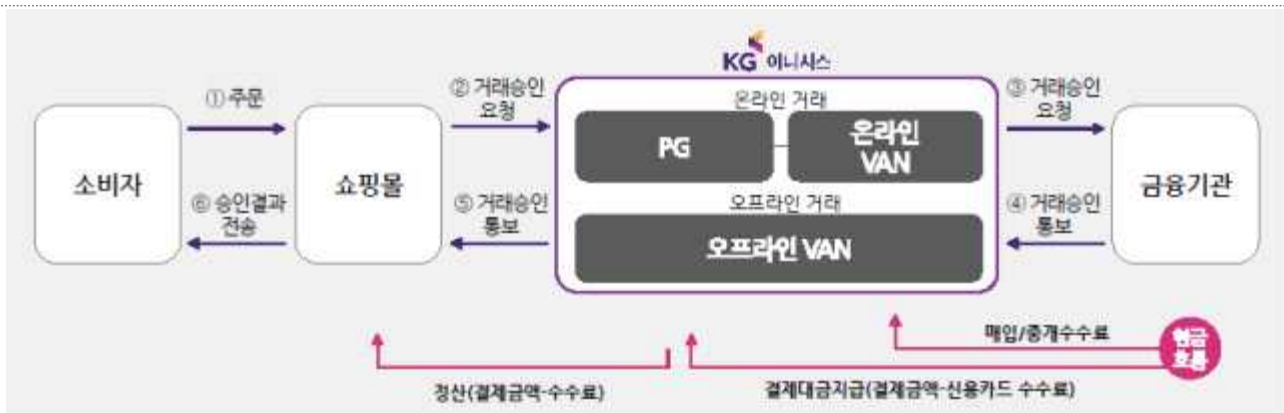 KG 이니시스
① 주문
② 거래승인
요청
온라인 거래
③ 거래승인
요청
소비자
쇼핑몰
PG
온라인
VAN
금융기관
⑥ 승인결과
전송
⑤ 거래승인
통보
오프라인 거래
④ 거래승인
통보
오프라인 VAN
매입/중개수수료
현금
흐름
정산(결제금액-수수료)
결제대금지급(결제금액-신용카드 수수료)